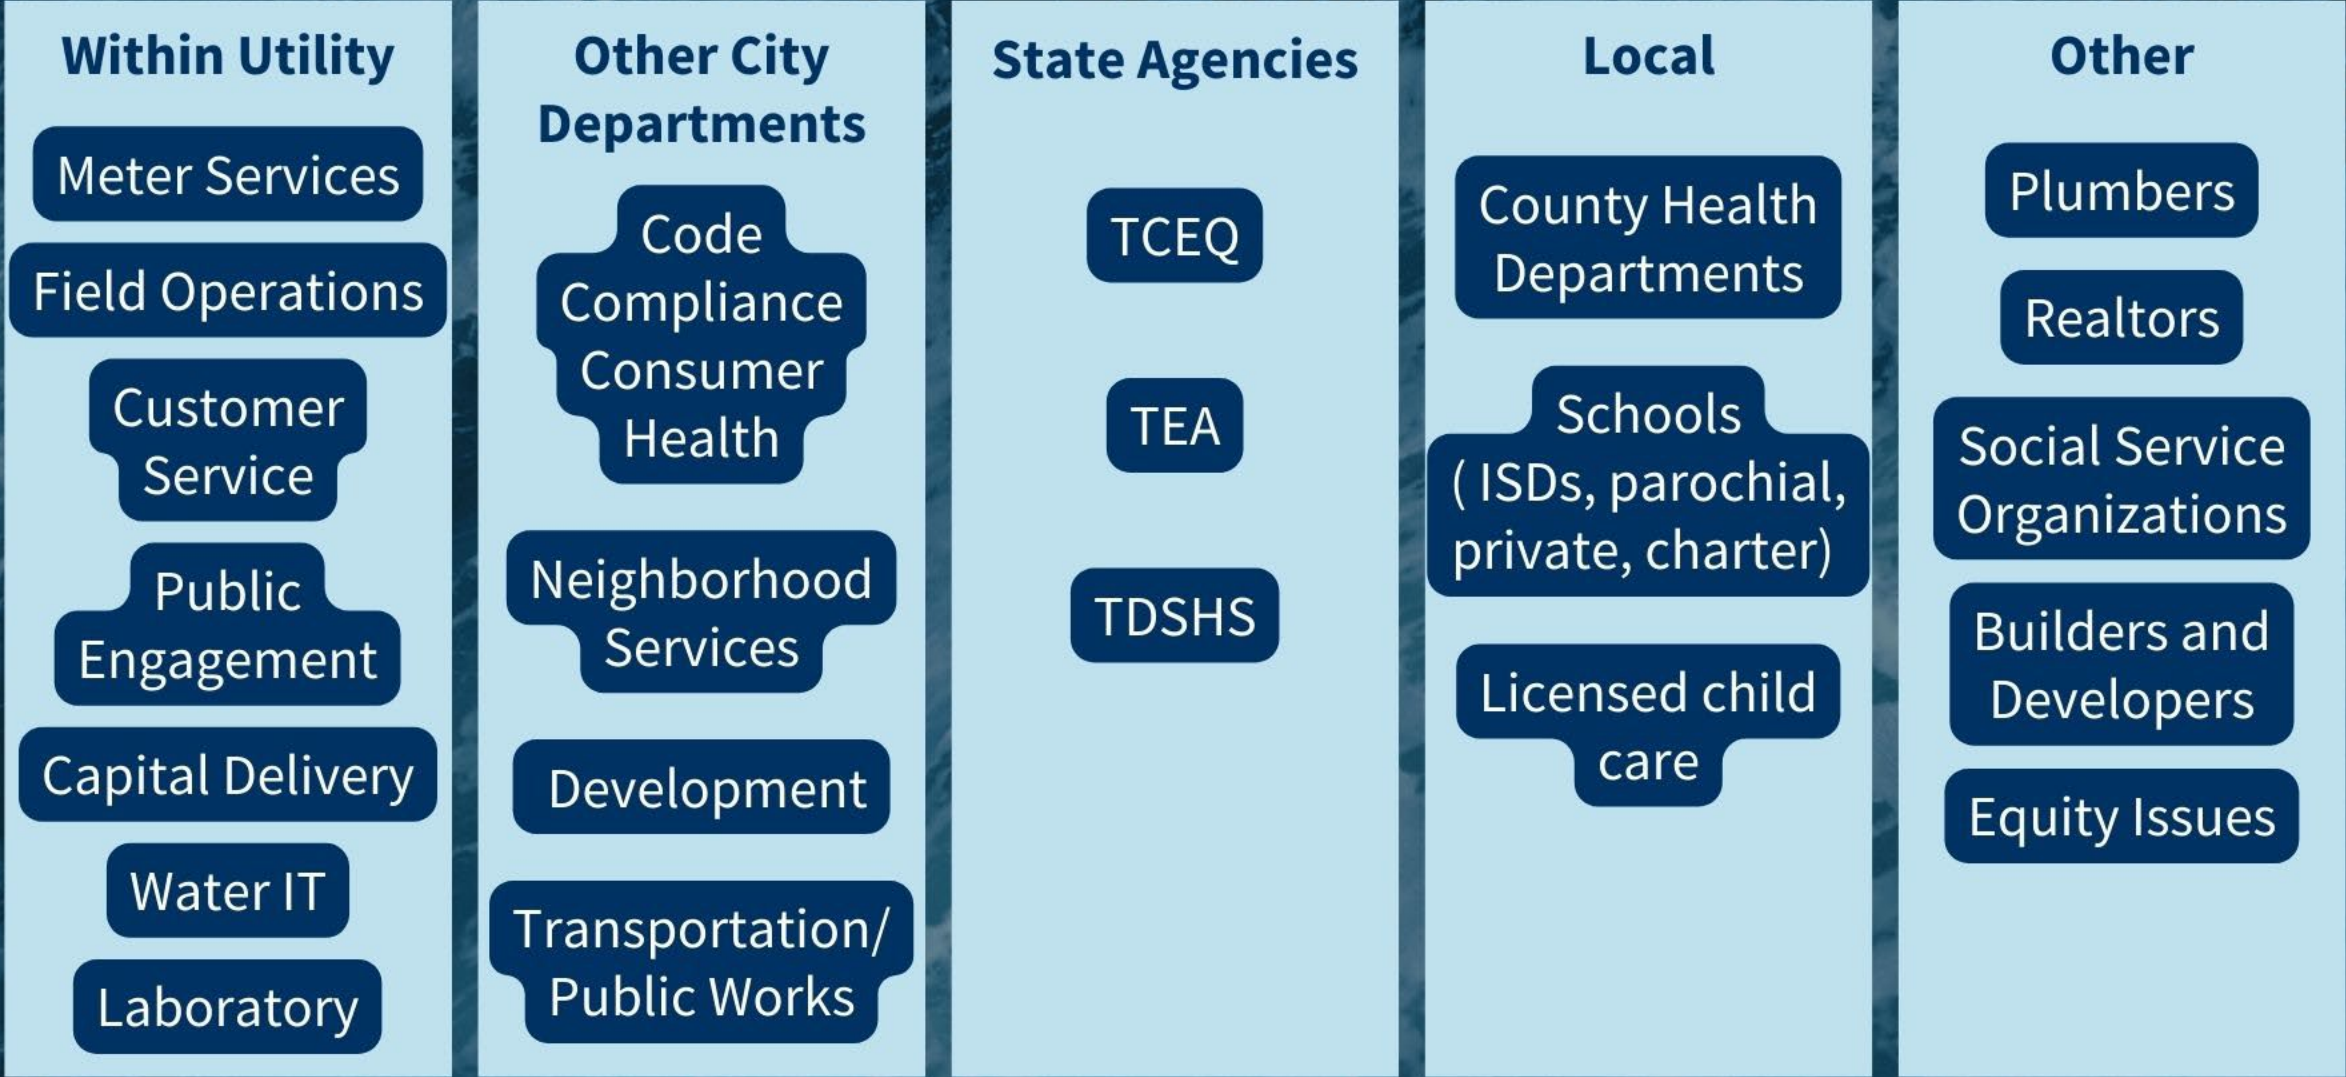 Within Utility
Meter Services
Field Operations
Customer
Service
Public
Engagement
Capital Delivery
Water IT
Laboratory
Other City
Departments
Code
Compliance
Consumer
Health
Neighborhood
Services
Development
Transportation/
Public Works
State Agencies
TCEQ
TEA
TDSHS
Local
County Health
Departments
Schools
( ISDs, parochial,
private, charter)
Licensed child
care
Other
Plumbers
Realtors
Social Service
Organizations
Builders and
Developers
Equity Issues